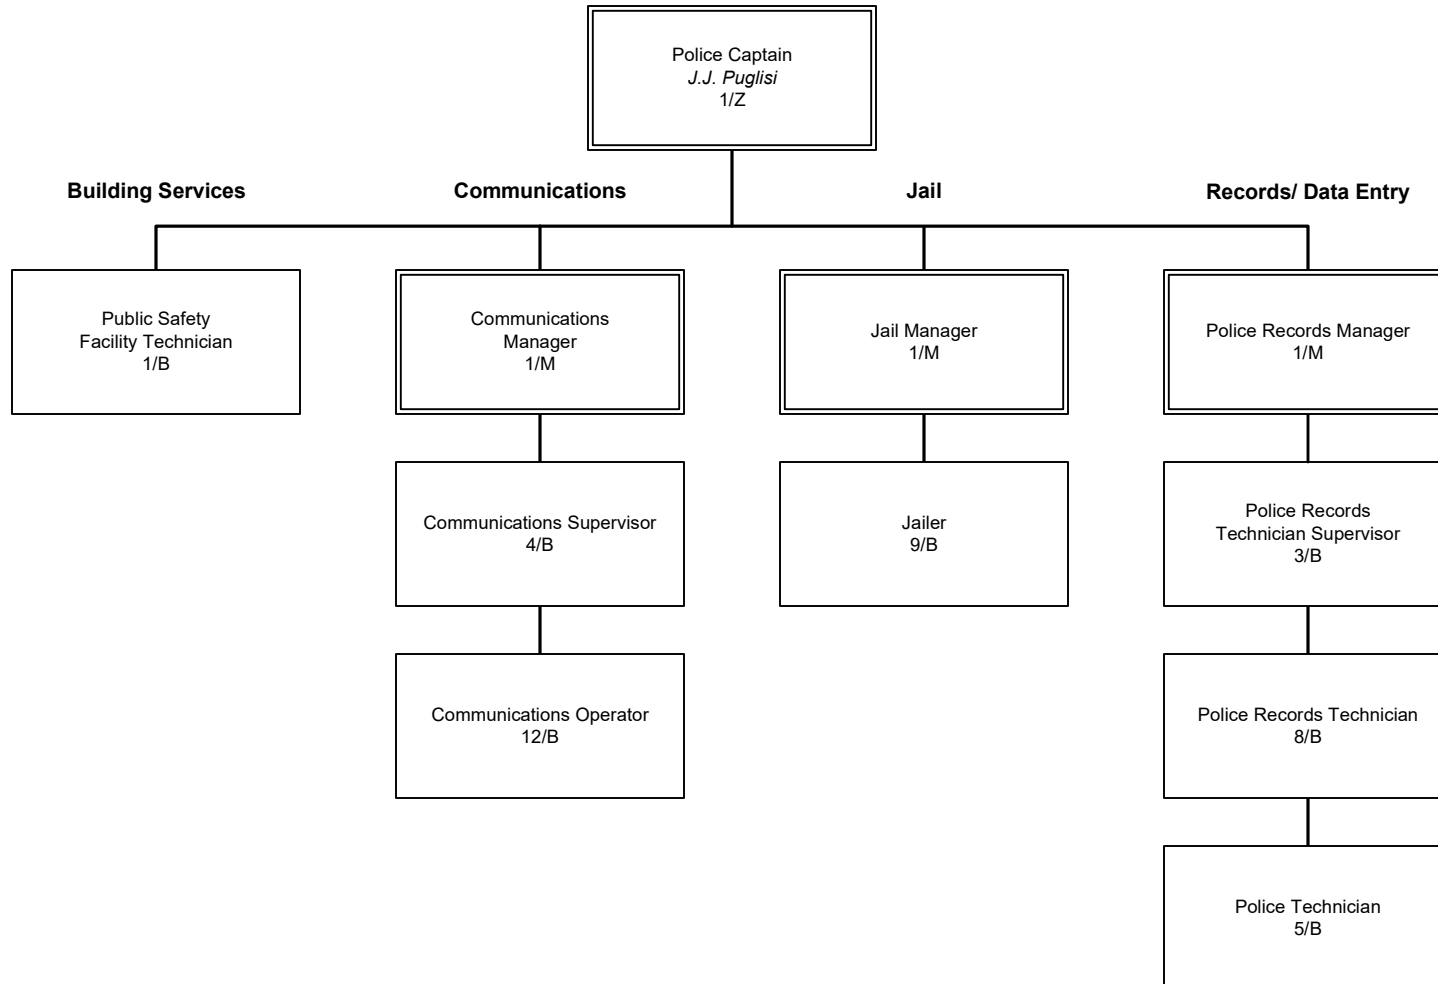 Police Captain
J.J. Puglisi
1/Z
Building Services
Communications
Jail
Records/ Data Entry
Public Safety
Facility Technician
1/B
Communications
Manager
1/M
Jail Manager
1/M
Police Records Manager
1/M
Communications Supervisor
4/B
Jailer
9/B
Police Records
Technician Supervisor
3/B
Communications Operator
12/B
Police Records Technician
8/B
Police Technician
5/B